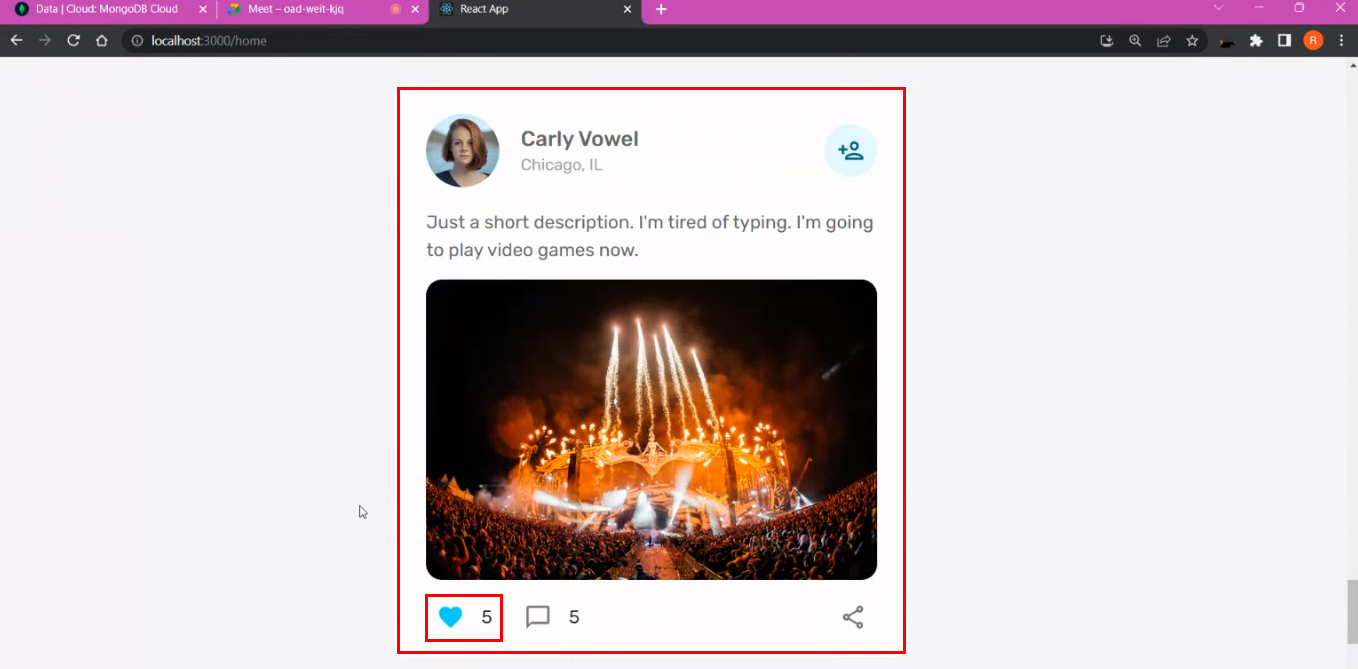 Data | Cloud: MongoDB Cloud
Meet – oad-weit-kjq
React App
localhost:3000/home
R
Carly Vowel
Chicago, IL
Just a short description. I'm tired of typing. I'm going
to play video games now.
5
5